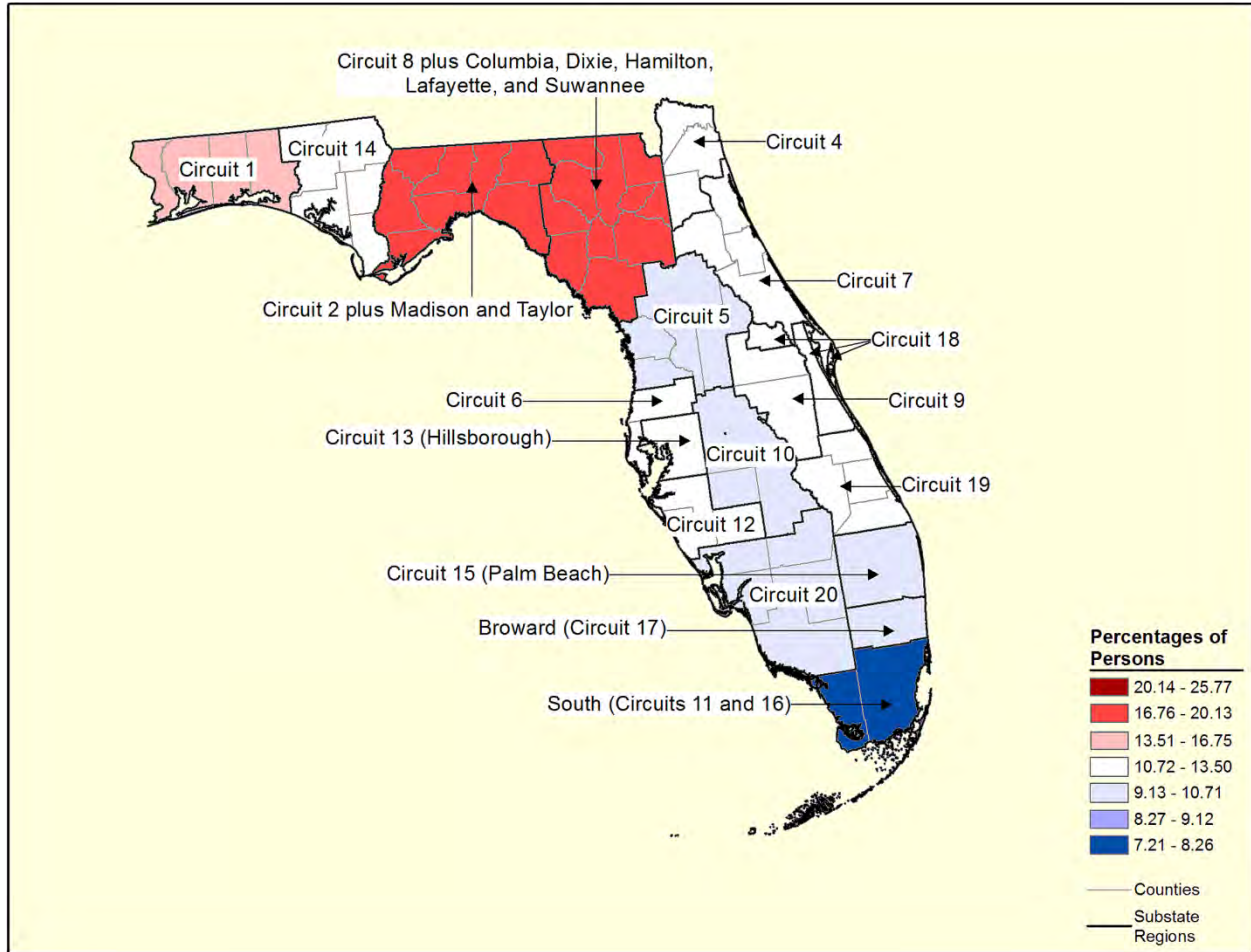 Circuit 8 plus Columbia, Dixie, Hamilton,
Lafayette, and Suwannee
Circuit 4
Circuit 14
Circuit 1
Circuit 7
Circuit 2 plus Madison and Taylor
Circuit 5
Circuit 18
Circuit 6
Circuit 9
Circuit 13 (Hillsborough)
Circuit 10
Circuit 19
Circuit 12
Circuit 15 (Palm Beach)
Circuit 20
Broward (Circuit 17)
South (Circuits 11 and 16)
Percentages of
Persons
20.14 - 25.77
16.76 - 20.13
13.51 - 16.75
10.72 - 13.50
9.13 - 10.71
8.27 - 9.12
7.21 - 8.26
Counties
Substate
Regions